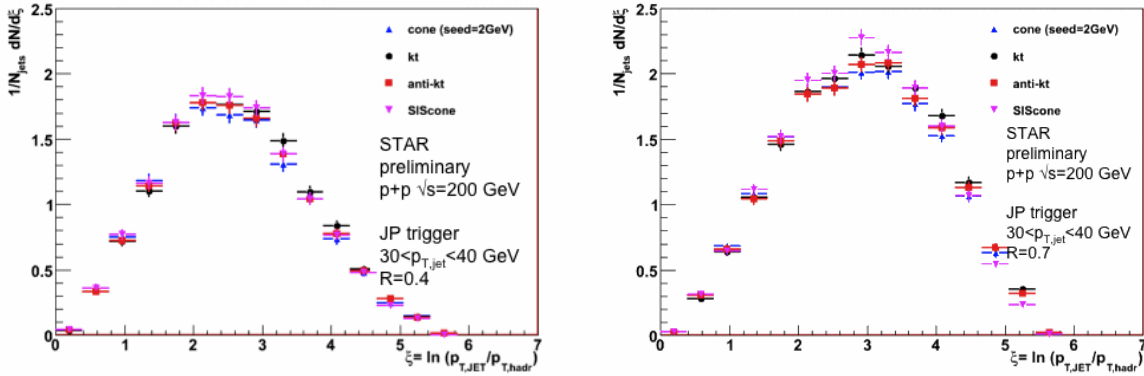 1/N_jets dN/dξ
2.5
2
1.5
1
0.5
0
cone (seed=2GeV)
kt
anti-kt
SIScone
STAR
preliminary
p+p √s=200 GeV
JP trigger
30<p_T,jet<40 GeV
R=0.4
0 1 2 3 4 5 6 7
ξ= ln (p_T,JET/p_T,hadr)
1/N_jets dN/dξ
2.5
2
1.5
1
0.5
0
cone (seed=2GeV)
kt
anti-kt
SIScone
STAR
preliminary
p+p √s=200 GeV
JP trigger
30<p_T,jet<40 GeV
R=0.7
0 1 2 3 4 5 6 7
ξ= ln (p_T,JET/p_T,hadr)